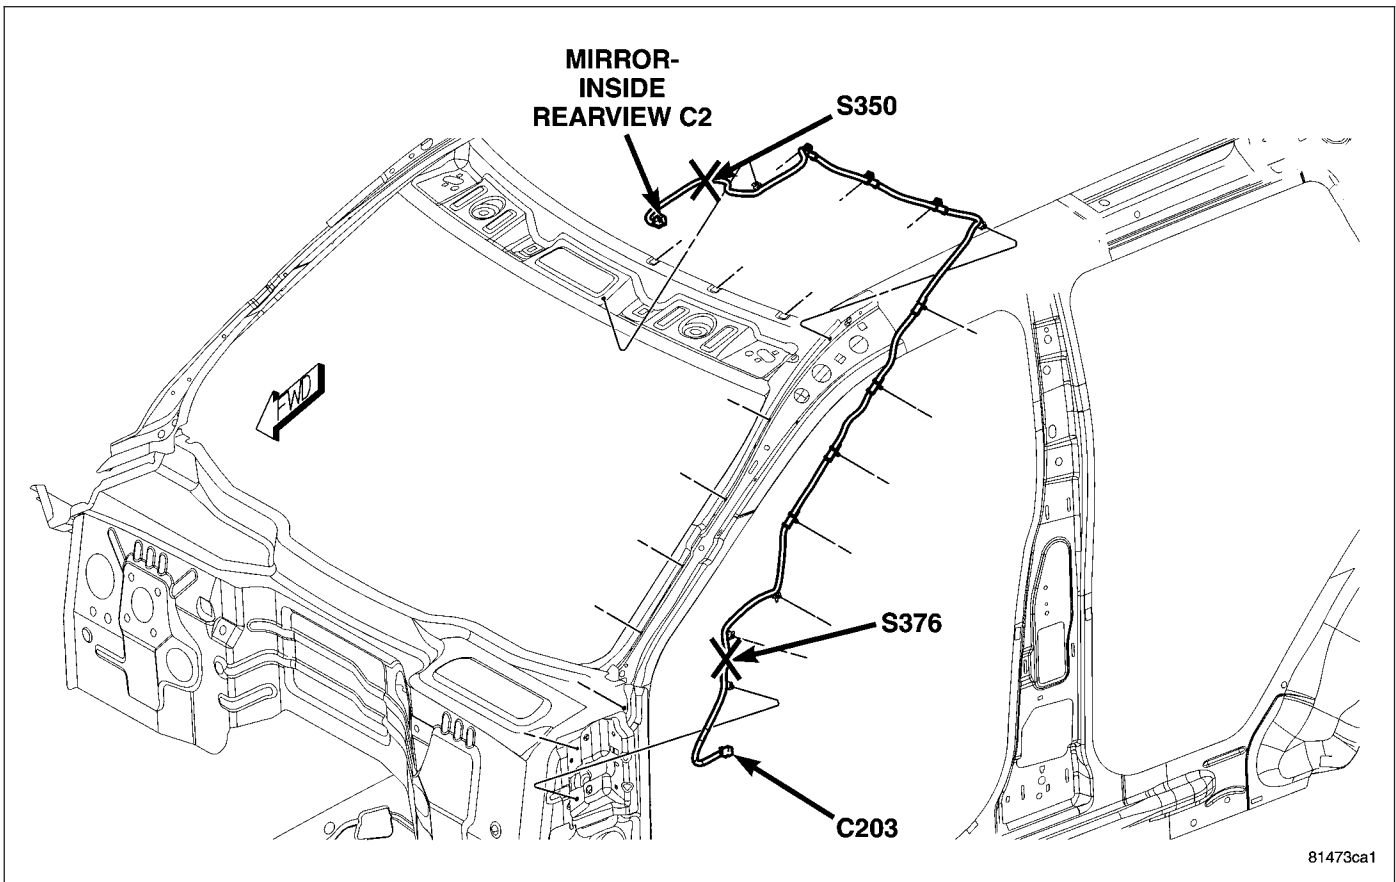 MIRROR-
INSIDE
REARVIEW C2
S350
FWD
S376
C203
81473ca1